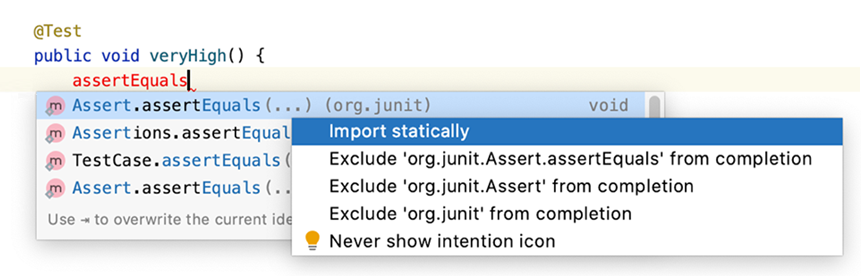 @Test
public void veryHigh() {
assertEquals
m Assert.assertEquals(...) (org.junit) void
m Assertions.assertEqual
Import statically
m TestCase.assertEquals(
Exclude 'org.junit.Assert.assertEquals' from completion
m Assert.assertEquals(..
Exclude 'org.junit.Assert' from completion
Use ⇥ to overwrite the current ide
Exclude 'org.junit' from completion
Never show intention icon